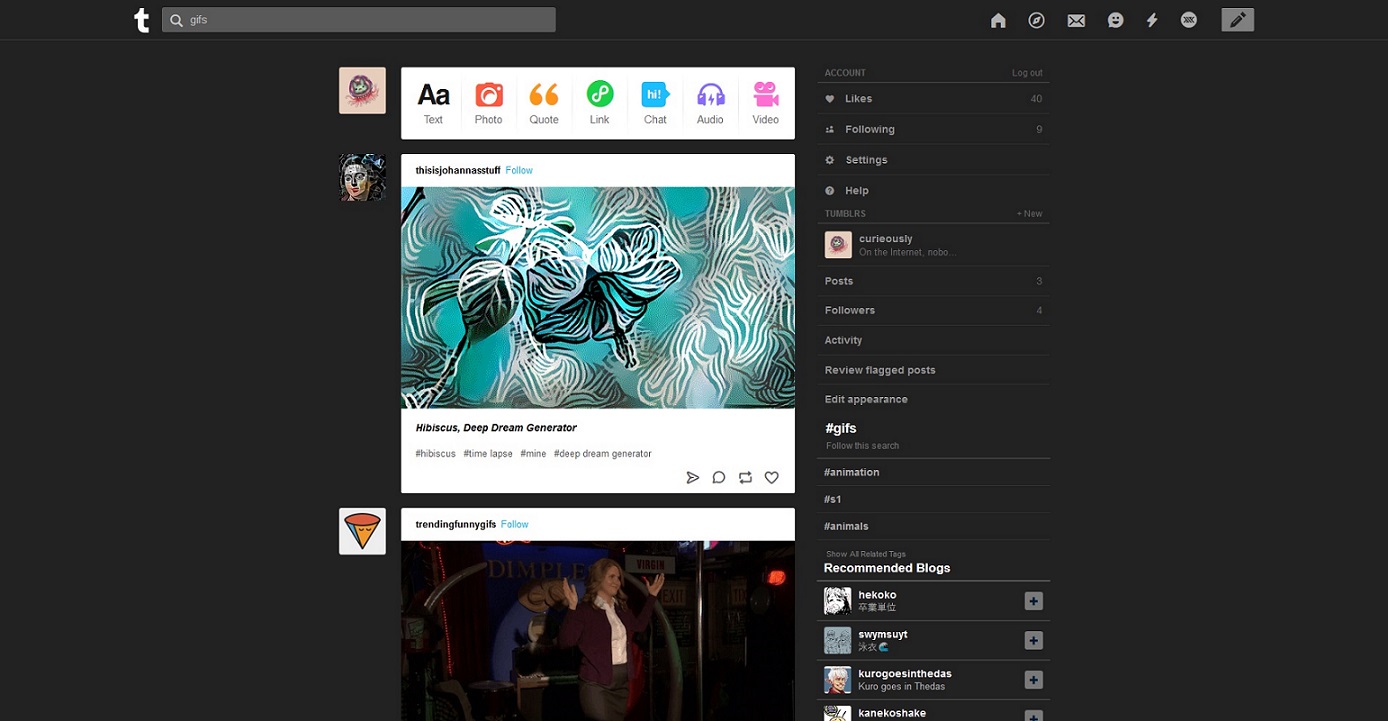 t
gifs
Aa
hi!
Text
Photo
Quote
Link
Chat
Audio
Video
thisisjohannasstuff Follow
Hibiscus, Deep Dream Generator
#hibiscus #time lapse #mine #deep dream generator
trendingfunnygifs Follow
DIMPLES
VIRGIN
EXIT
ACCOUNT Log out
Likes 40
Following 9
Settings
Help
TUMBLRS + New
curieously
On the Internet, nobo...
Posts 3
Followers 4
Activity
Review flagged posts
Edit appearance
#gifs
Follow this search
#animation
#s1
#animals
Show All Related Tags
Recommended Blogs
hekoko
卒業単位
swymsuyt
泳衣🌊
kurogoesinthedas
Kuro goes in Thedas
kanekoshake